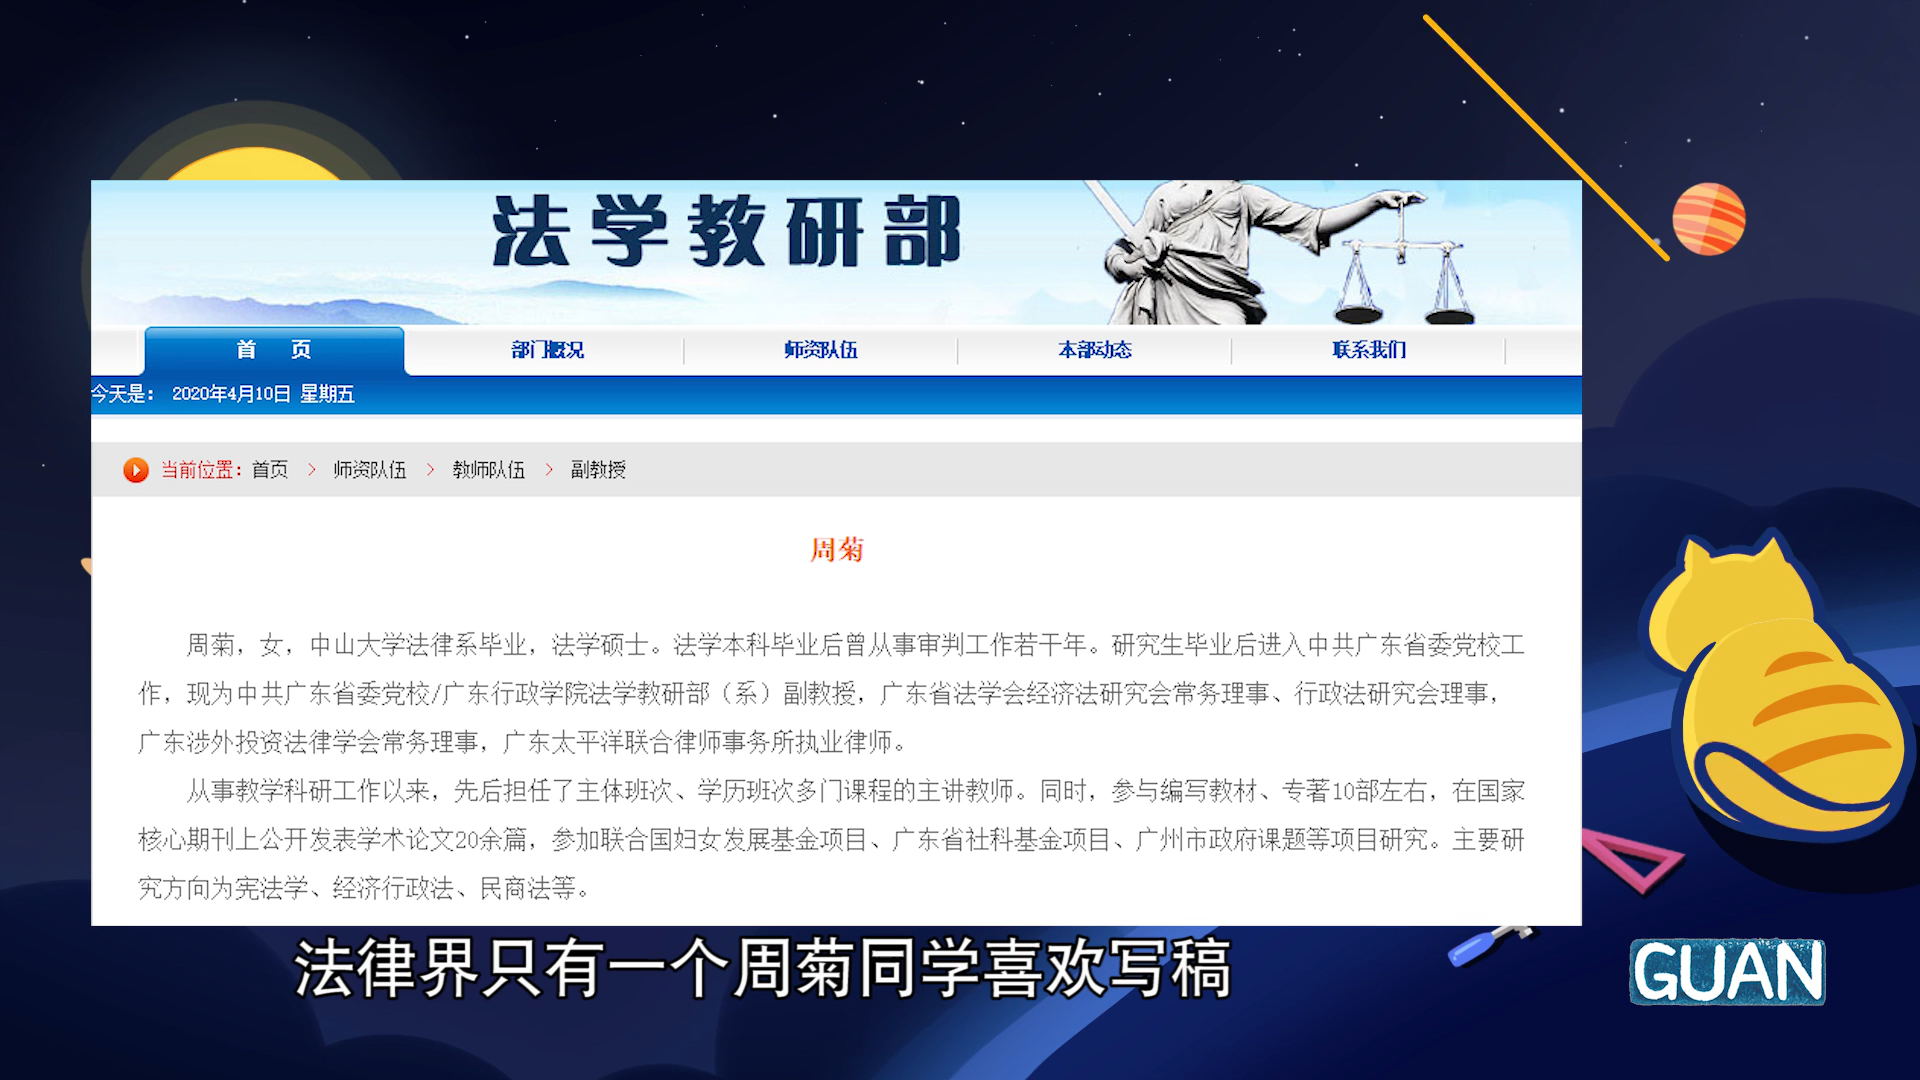 法学教研部
首 页 部门概况 师资队伍 本部动态 联系我们
今天是： 2020年4月10日 星期五
当前位置：首页 > 师资队伍 > 教师队伍 > 副教授
周菊
周菊，女，中山大学法律系毕业，法学硕士。法学本科毕业后曾从事审判工作若干年。研究生毕业后进入中共广东省委党校工
作，现为中共广东省委党校/广东行政学院法学教研部（系）副教授，广东省法学会经济法研究会常务理事、行政法研究会理事，
广东涉外投资法律学会常务理事，广东太平洋联合律师事务所执业律师。
从事教学科研工作以来，先后担任了主体班次、学历班次多门课程的主讲教师。同时，参与编写教材、专著10部左右，在国家
核心期刊上公开发表学术论文20余篇，参加联合国妇女发展基金项目、广东省社科基金项目、广州市政府课题等项目研究。主要研
究方向为宪法学、经济行政法、民商法等。
法律界只有一个周菊同学喜欢写稿
GUAN